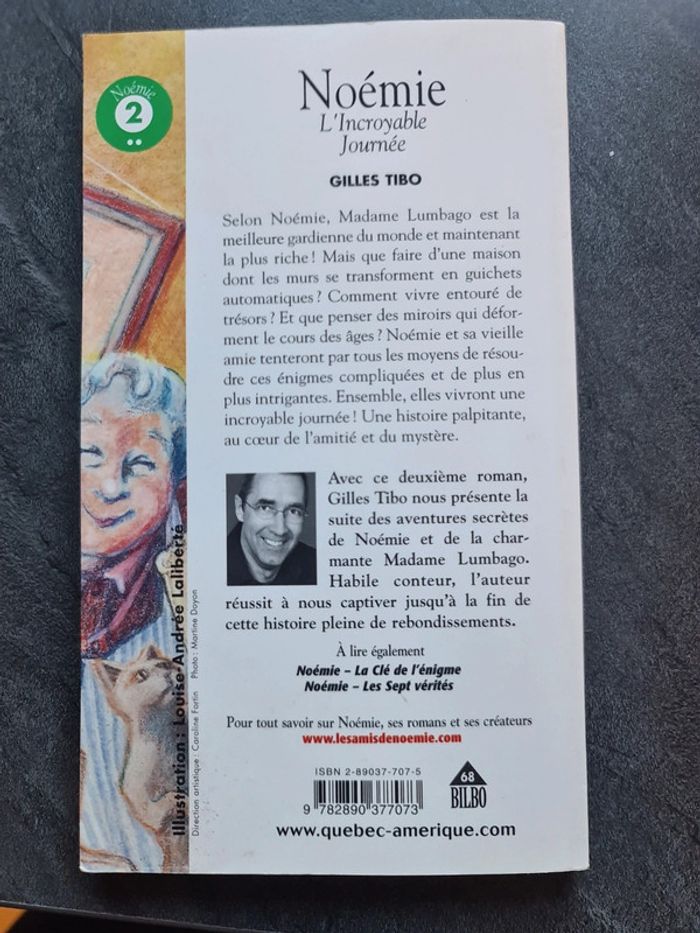 Noémie
2
Noémie
L'Incroyable
Journée
GILLES TIBO
Selon Noémie, Madame Lumbago est la
meilleure gardienne du monde et maintenant
la plus riche! Mais que faire d'une maison
dont les murs se transforment en guichets
automatiques? Comment vivre entouré de
trésors? Et que penser des miroirs qui défor-
ment le cours des âges? Noémie et sa vieille
amie tenteront par tous les moyens de résou-
dre ces énigmes compliquées et de plus en
plus intrigantes. Ensemble, elles vivront une
incroyable journée! Une histoire palpitante,
au cœur de l'amitié et du mystère.
Avec ce deuxième roman,
Gilles Tibo nous présente la
suite des aventures secrètes
de Noémie et de la char-
mante Madame Lumbago.
Habile conteur, l'auteur
réussit à nous captiver jusqu'à la fin de
cette histoire pleine de rebondissements.
À lire également
Noémie – La Clé de l'énigme
Noémie – Les Sept vérités
Pour tout savoir sur Noémie, ses romans et ses créateurs
www.lesamisdenoemie.com
ISBN 2-89037-707-5
9 782890 377073
68
BILBO
www.quebec-amerique.com
Illustration : Louise-Andrée Laliberté
Direction artistique : Caroline Fortin Photo : Martine Doyon